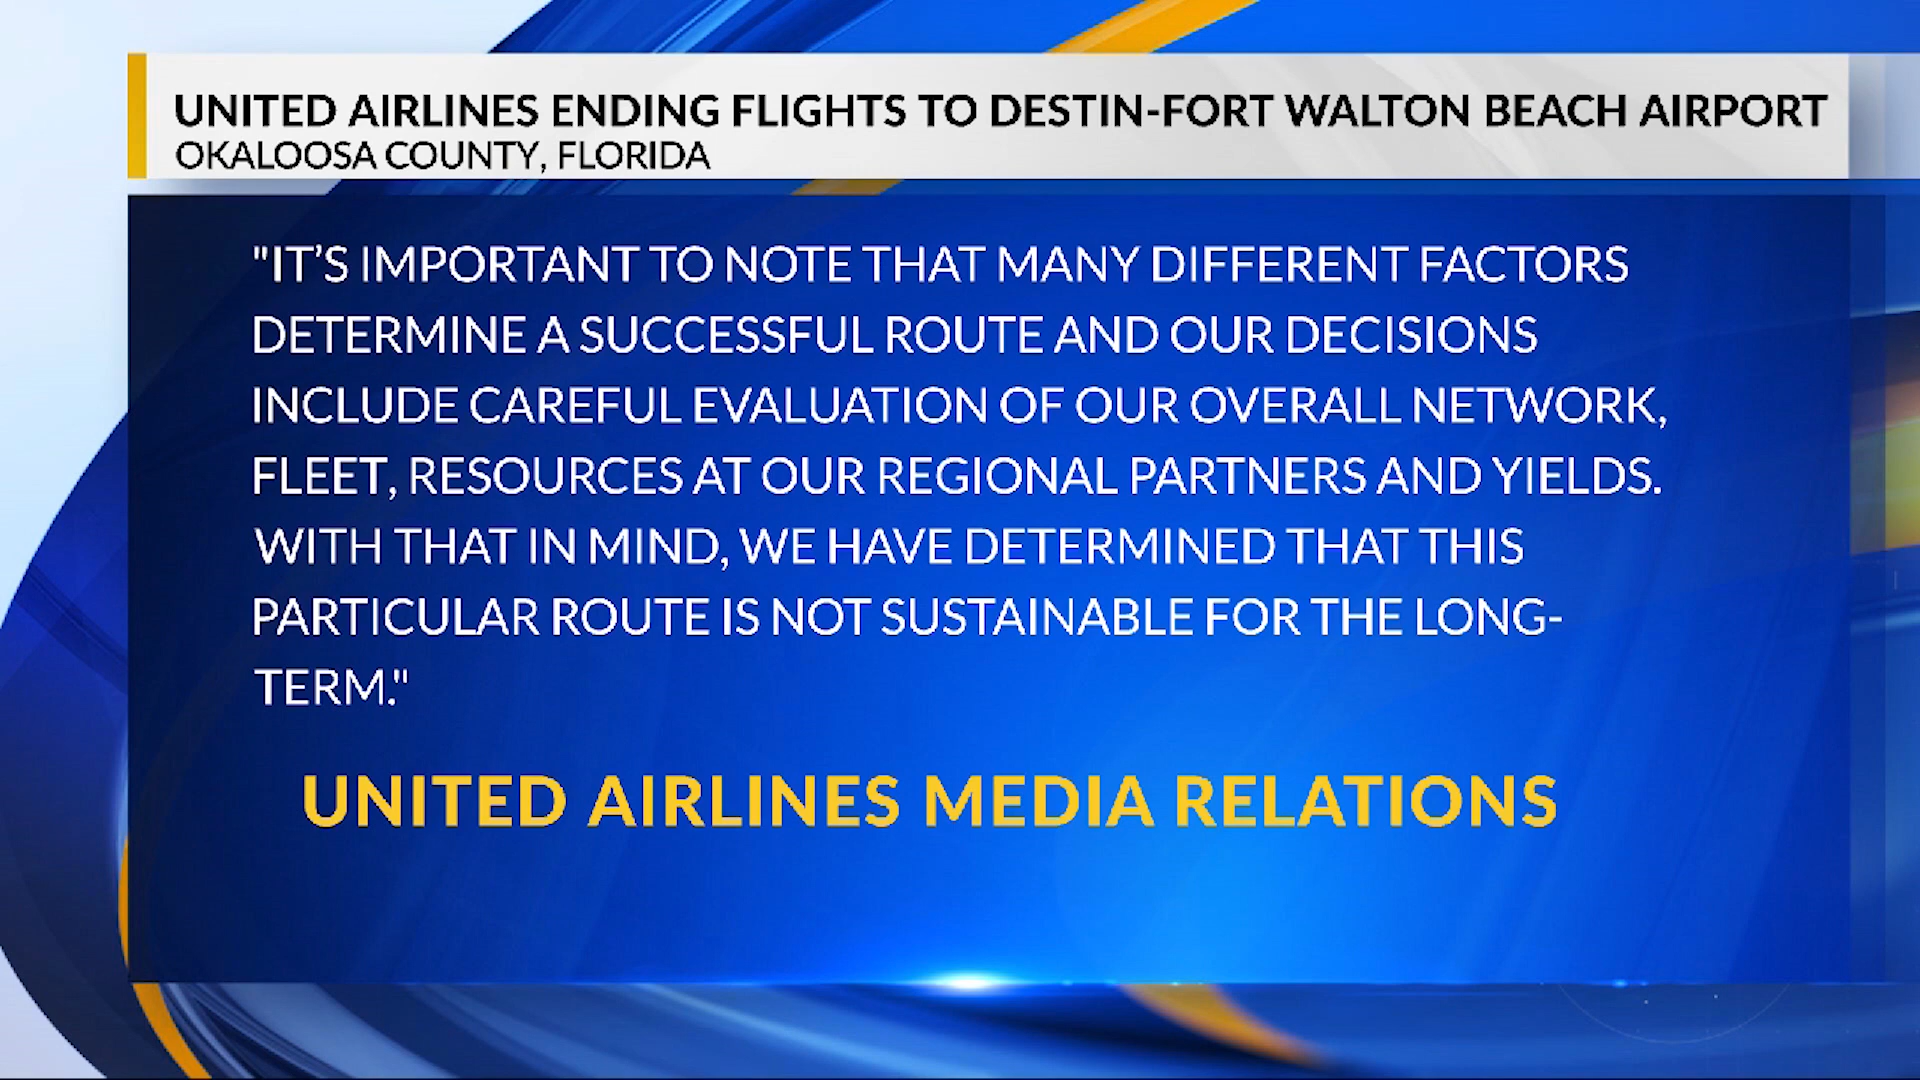 UNITED AIRLINES ENDING FLIGHTS TO DESTIN-FORT WALTON BEACH AIRPORT
OKALOOSA COUNTY, FLORIDA
"IT’S IMPORTANT TO NOTE THAT MANY DIFFERENT FACTORS
DETERMINE A SUCCESSFUL ROUTE AND OUR DECISIONS
INCLUDE CAREFUL EVALUATION OF OUR OVERALL NETWORK,
FLEET, RESOURCES AT OUR REGIONAL PARTNERS AND YIELDS.
WITH THAT IN MIND, WE HAVE DETERMINED THAT THIS
PARTICULAR ROUTE IS NOT SUSTAINABLE FOR THE LONG-
TERM."
UNITED AIRLINES MEDIA RELATIONS